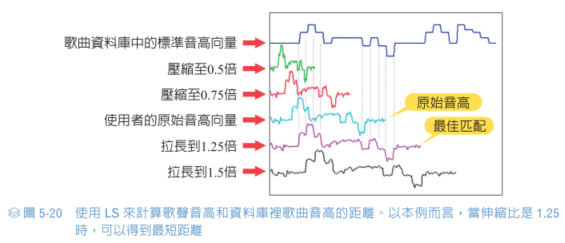 歌曲資料庫中的標準音高向量
壓縮至0.5倍
壓縮至0.75倍
使用者的原始音高向量
原始音高
最佳匹配
拉長到1.25倍
拉長到1.5倍
圖 5-20 使用 LS 來計算歌聲音高和資料庫裡歌曲音高的距離。以本例而言，當伸縮比是 1.25
時，可以得到最短距離